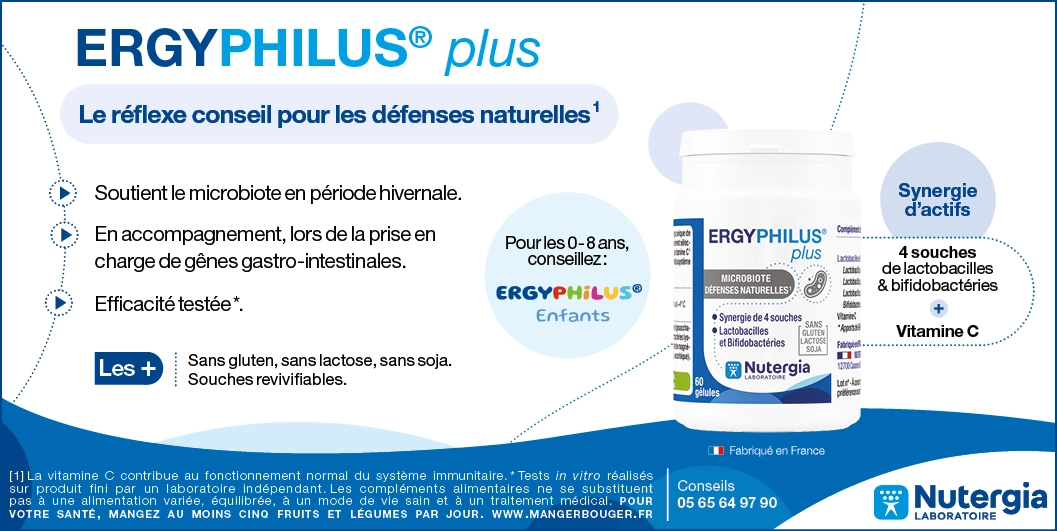 ERGYPHILUS® plus
Le réflexe conseil pour les défenses naturelles¹
Soutient le microbiote en période hivernale.
En accompagnement, lors de la prise en
charge de gênes gastro-intestinales.
Efficacité testée*.
Les +
Sans gluten, sans lactose, sans soja.
Souches revivifiables.
Pour les 0-8 ans,
conseillez :
ERGYPHiLUS®
Enfants
ERGYPHILUS®
plus
MICROBIOTE
DÉFENSES NATURELLES¹
• Synergie de 4 souches
• Lactobacilles
et Bifidobactéries
SANS
GLUTEN
LACTOSE
SOJA
Nutergia
LABORATOIRE
60
gélules
Vitamine C
Synergie
d'actifs
4 souches
de lactobacilles
& bifidobactéries
+
Vitamine C
Fabriqué en France
[1] La vitamine C contribue au fonctionnement normal du système immunitaire. * Tests in vitro réalisés
sur produit fini par un laboratoire indépendant. Les compléments alimentaires ne se substituent
pas à une alimentation variée, équilibrée, à un mode de vie sain et à un traitement médical. POUR
VOTRE SANTÉ, MANGEZ AU MOINS CINQ FRUITS ET LÉGUMES PAR JOUR. WWW.MANGERBOUGER.FR
Conseils
05 65 64 97 90
Nutergia
LABORATOIRE